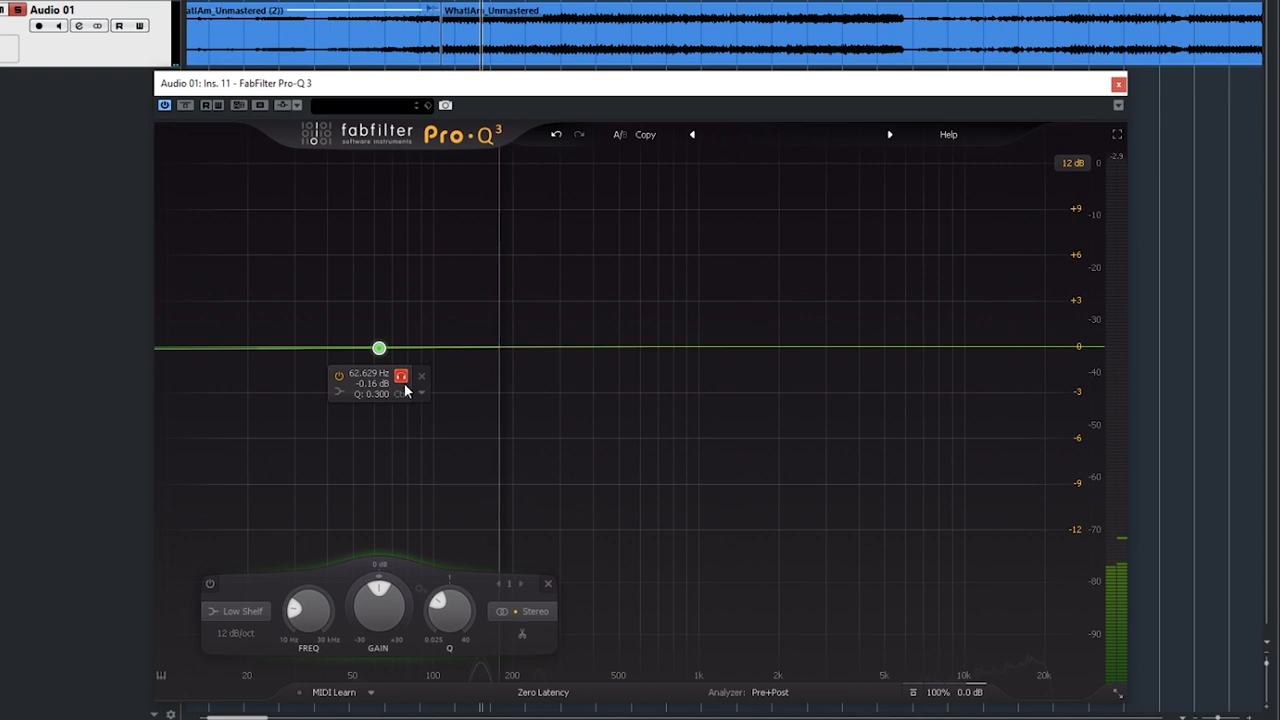 Audio 01
atIAm_Unmastered (2))
WhatIAm_Unmastered
S
e
R
Audio 01: Ins. 11 - FabFilter Pro-Q 3
R
fabfilter
software instruments
Pro·Q³
A/B
Copy
Help
12 dB
0
-2.9
+9
-10
+6
-20
+3
-30
0
-40
-3
-50
-6
-60
-9
-12
-70
-80
-90
62.629 Hz
-0.16 dB
Q: 0.300
0 dB
1
1
Low Shelf
Stereo
12 dB/oct
10 Hz
30 kHz
-30
+30
0.025
40
FREQ
GAIN
Q
20
50
100
200
500
1k
2k
5k
10k
20k
MIDI Learn
Zero Latency
Analyzer: Pre+Post
100%
0.0 dB